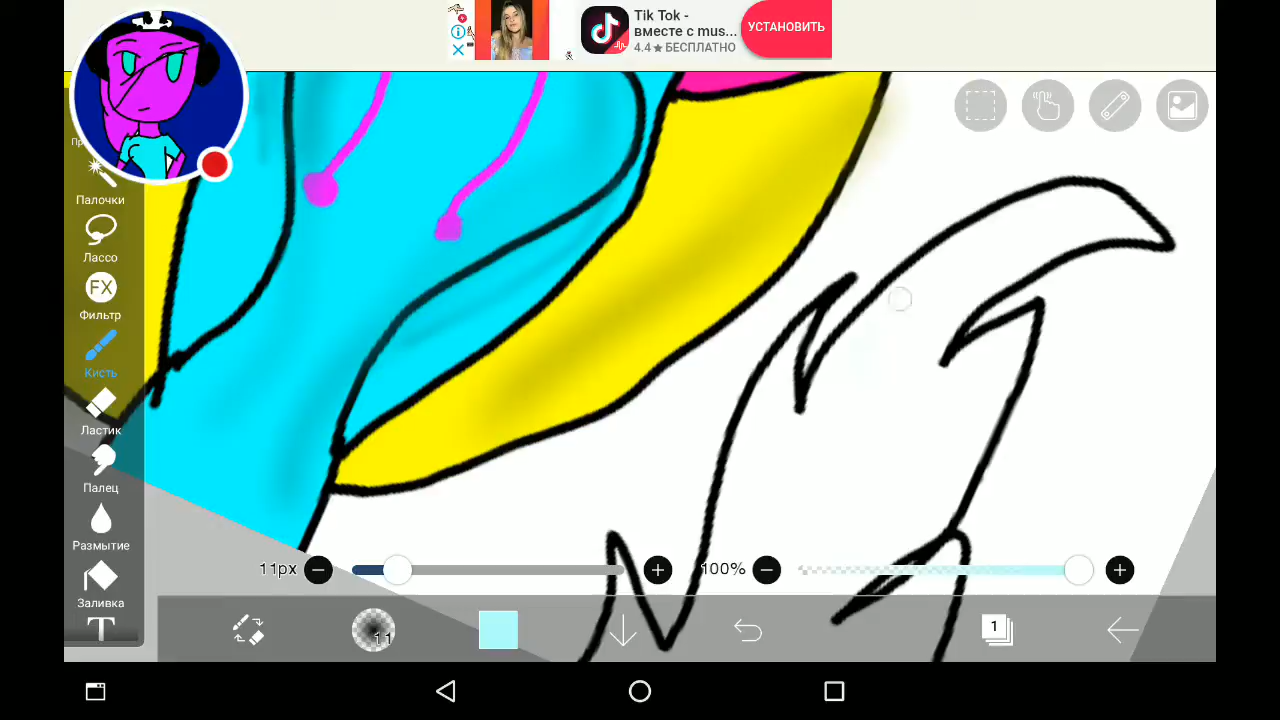 Tik Tok -
вместе с mus...
4.4★БЕСПЛАТНО
УСТАНОВИТЬ
Палочки
Лассо
FX
Фильтр
Кисть
Ластик
Палец
Размытие
Заливка
T
11px
100%
11
1